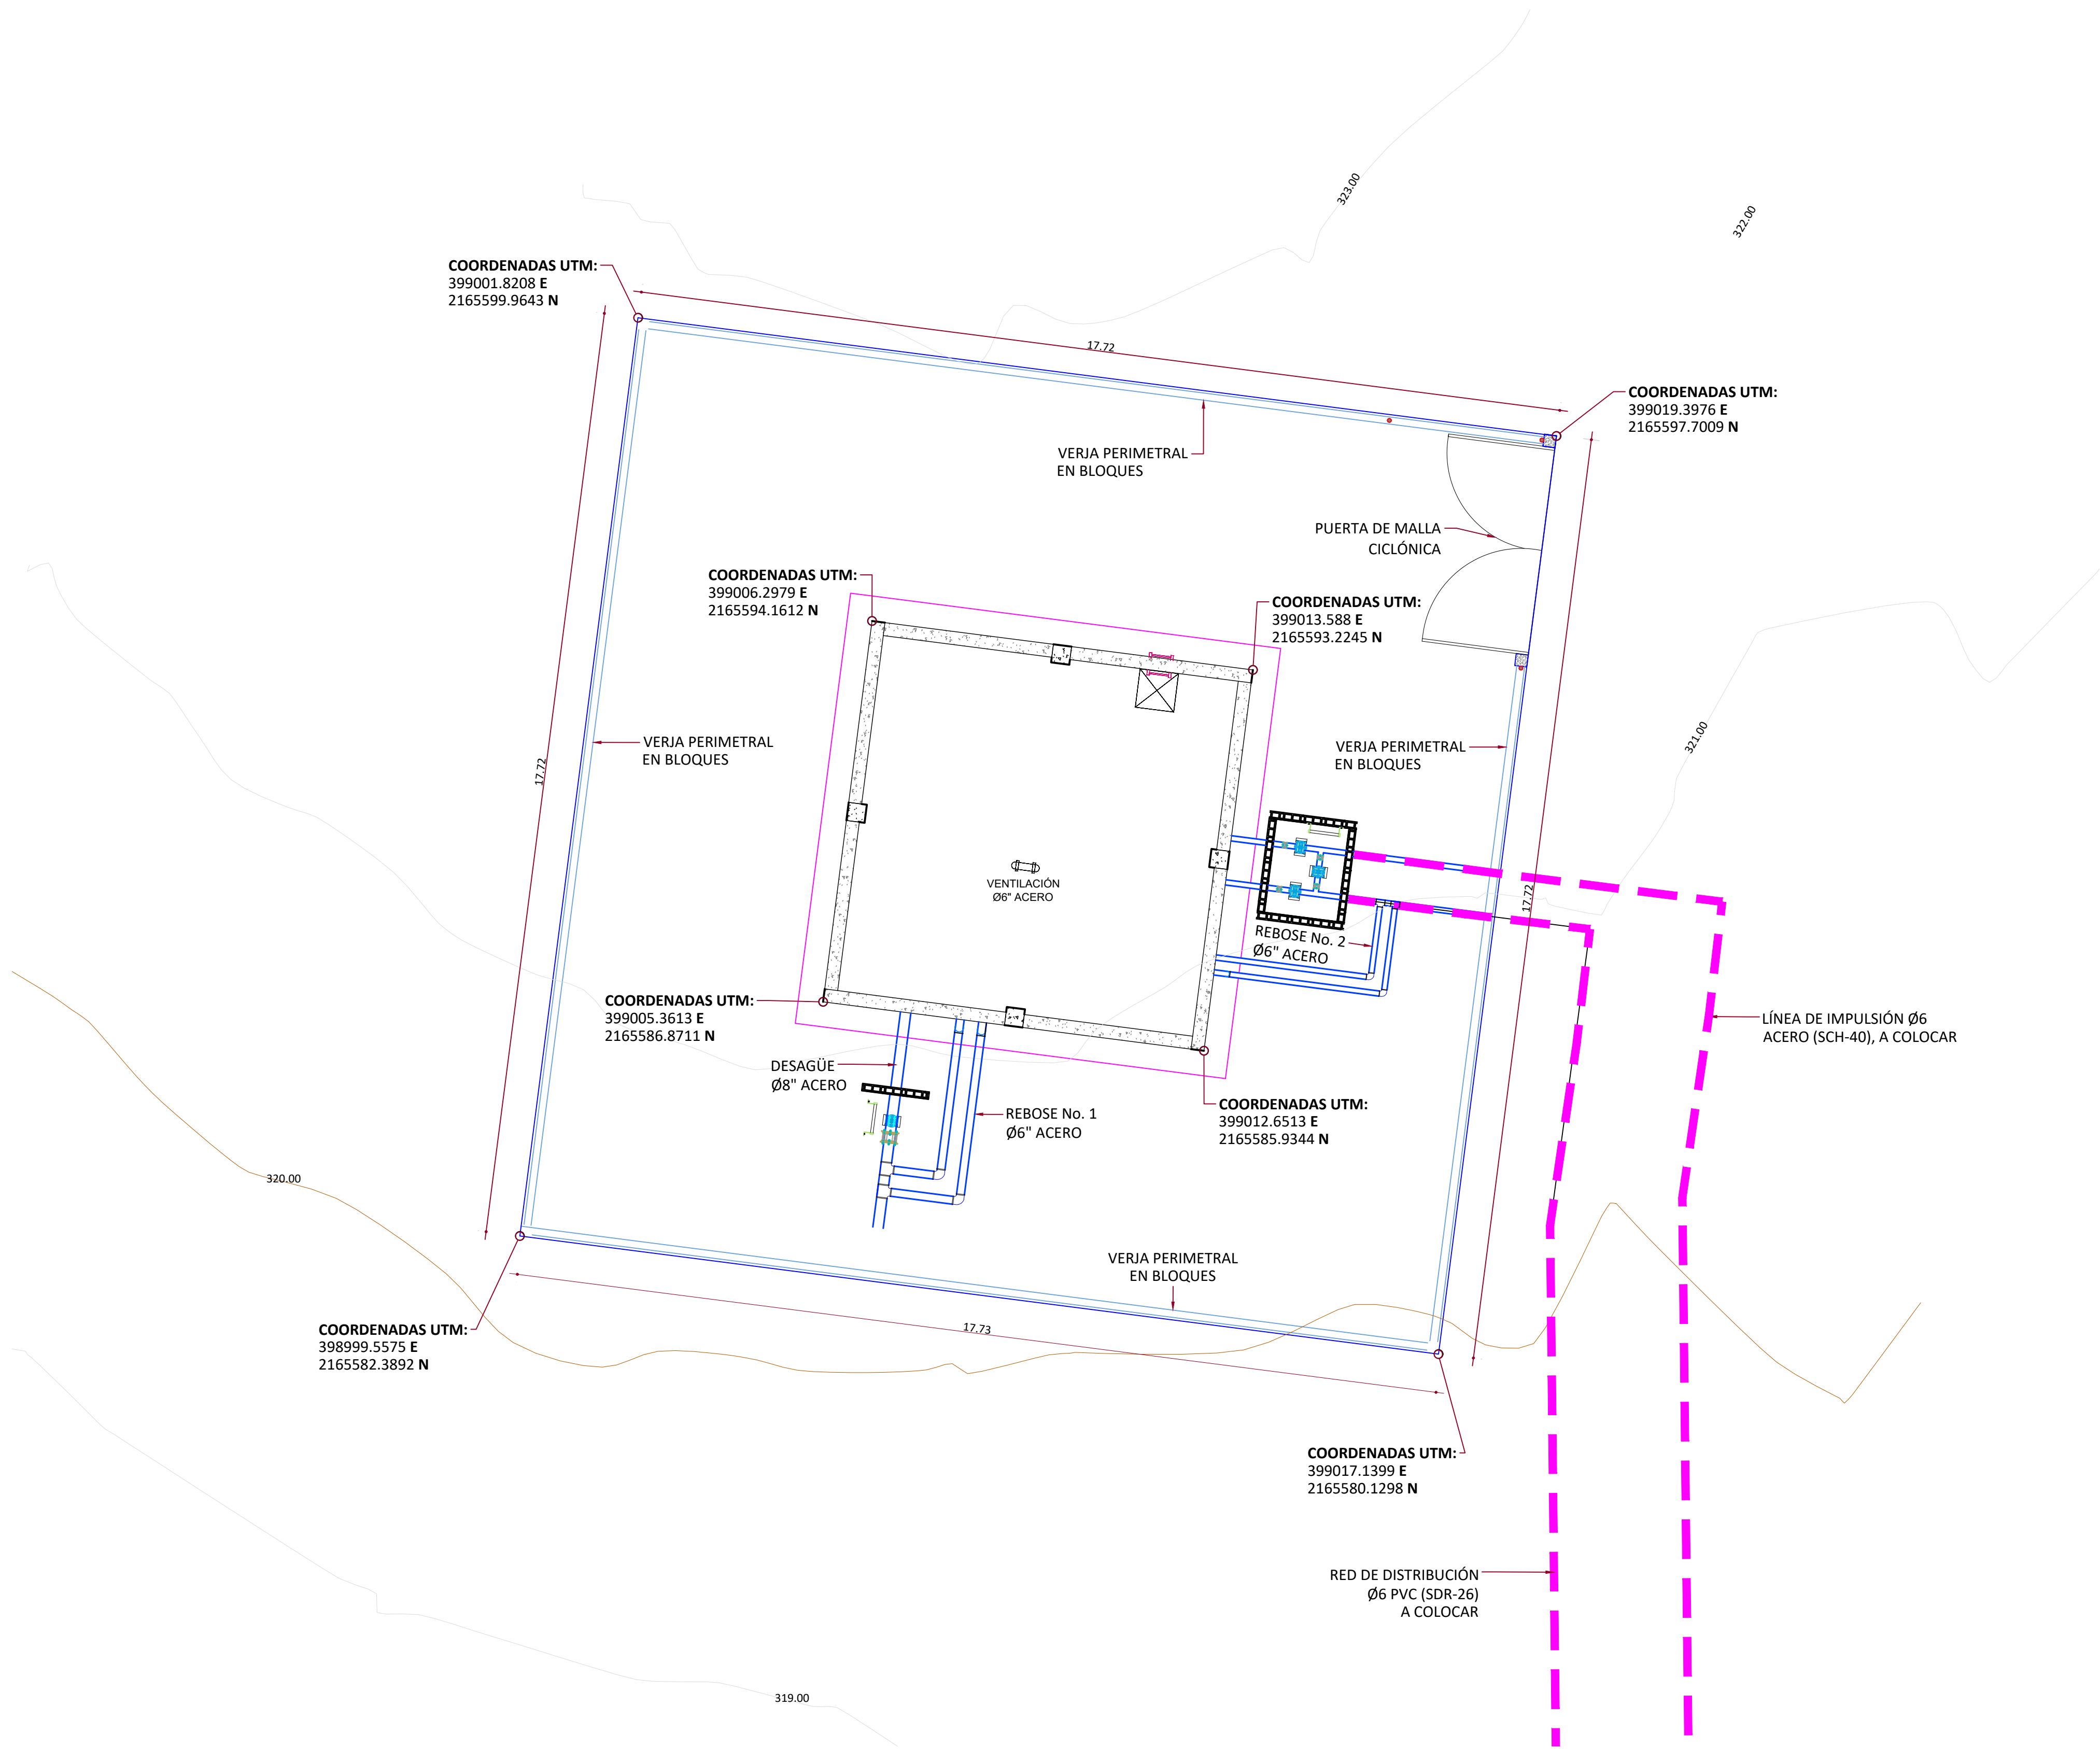 323.00
322.00
COORDENADAS UTM:
399001.8208 E
2165599.9643 N
17.72
COORDENADAS UTM:
399019.3976 E
2165597.7009 N
VERJA PERIMETRAL
EN BLOQUES
PUERTA DE MALLA
CICLÓNICA
COORDENADAS UTM:
399006.2979 E
2165594.1612 N
COORDENADAS UTM:
399013.588 E
2165593.2245 N
VERJA PERIMETRAL
EN BLOQUES
VERJA PERIMETRAL
EN BLOQUES
321.00
17.72
VENTILACIÓN
Ø6" ACERO
17.72
REBOSE No. 2
Ø6" ACERO
COORDENADAS UTM:
399005.3613 E
2165586.8711 N
LÍNEA DE IMPULSIÓN Ø6
ACERO (SCH-40), A COLOCAR
DESAGÜE
Ø8" ACERO
REBOSE No. 1
Ø6" ACERO
COORDENADAS UTM:
399012.6513 E
2165585.9344 N
320.00
VERJA PERIMETRAL
EN BLOQUES
17.73
COORDENADAS UTM:
398999.5575 E
2165582.3892 N
COORDENADAS UTM:
399017.1399 E
2165580.1298 N
RED DE DISTRIBUCIÓN
Ø6 PVC (SDR-26)
A COLOCAR
319.00